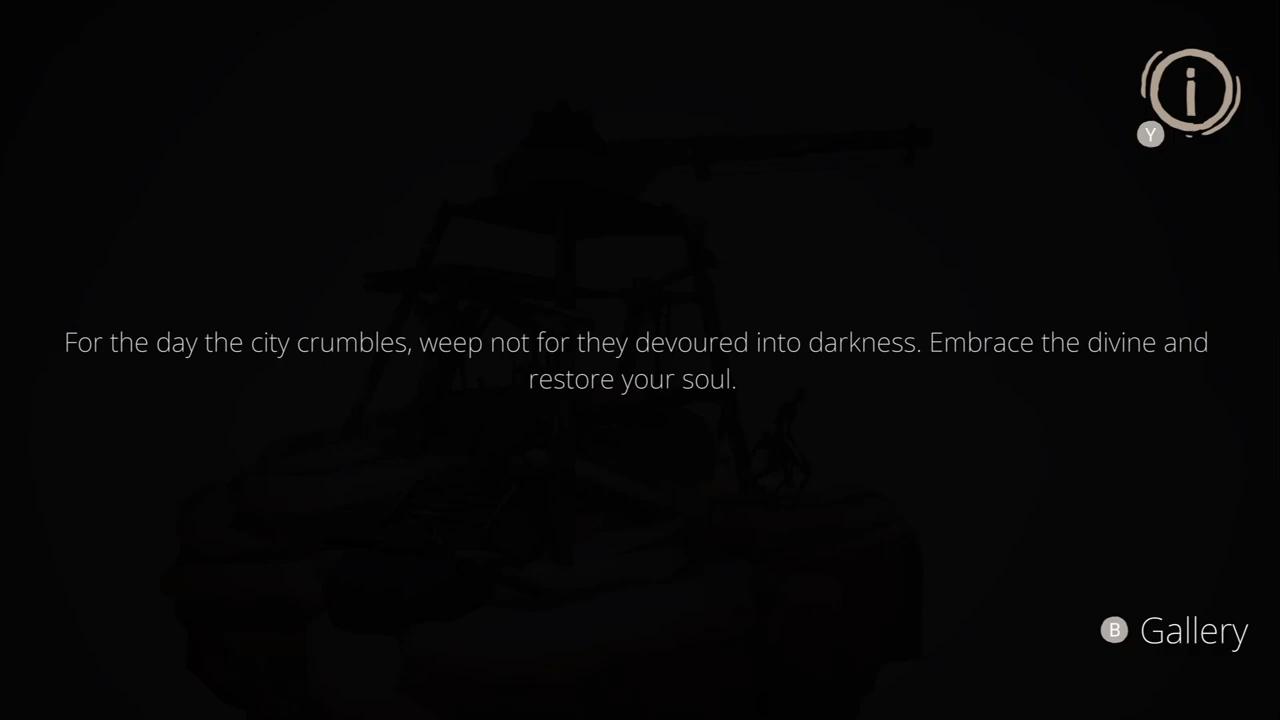 i
Y
For the day the city crumbles, weep not for they devoured into darkness. Embrace the divine and
restore your soul.
B Gallery